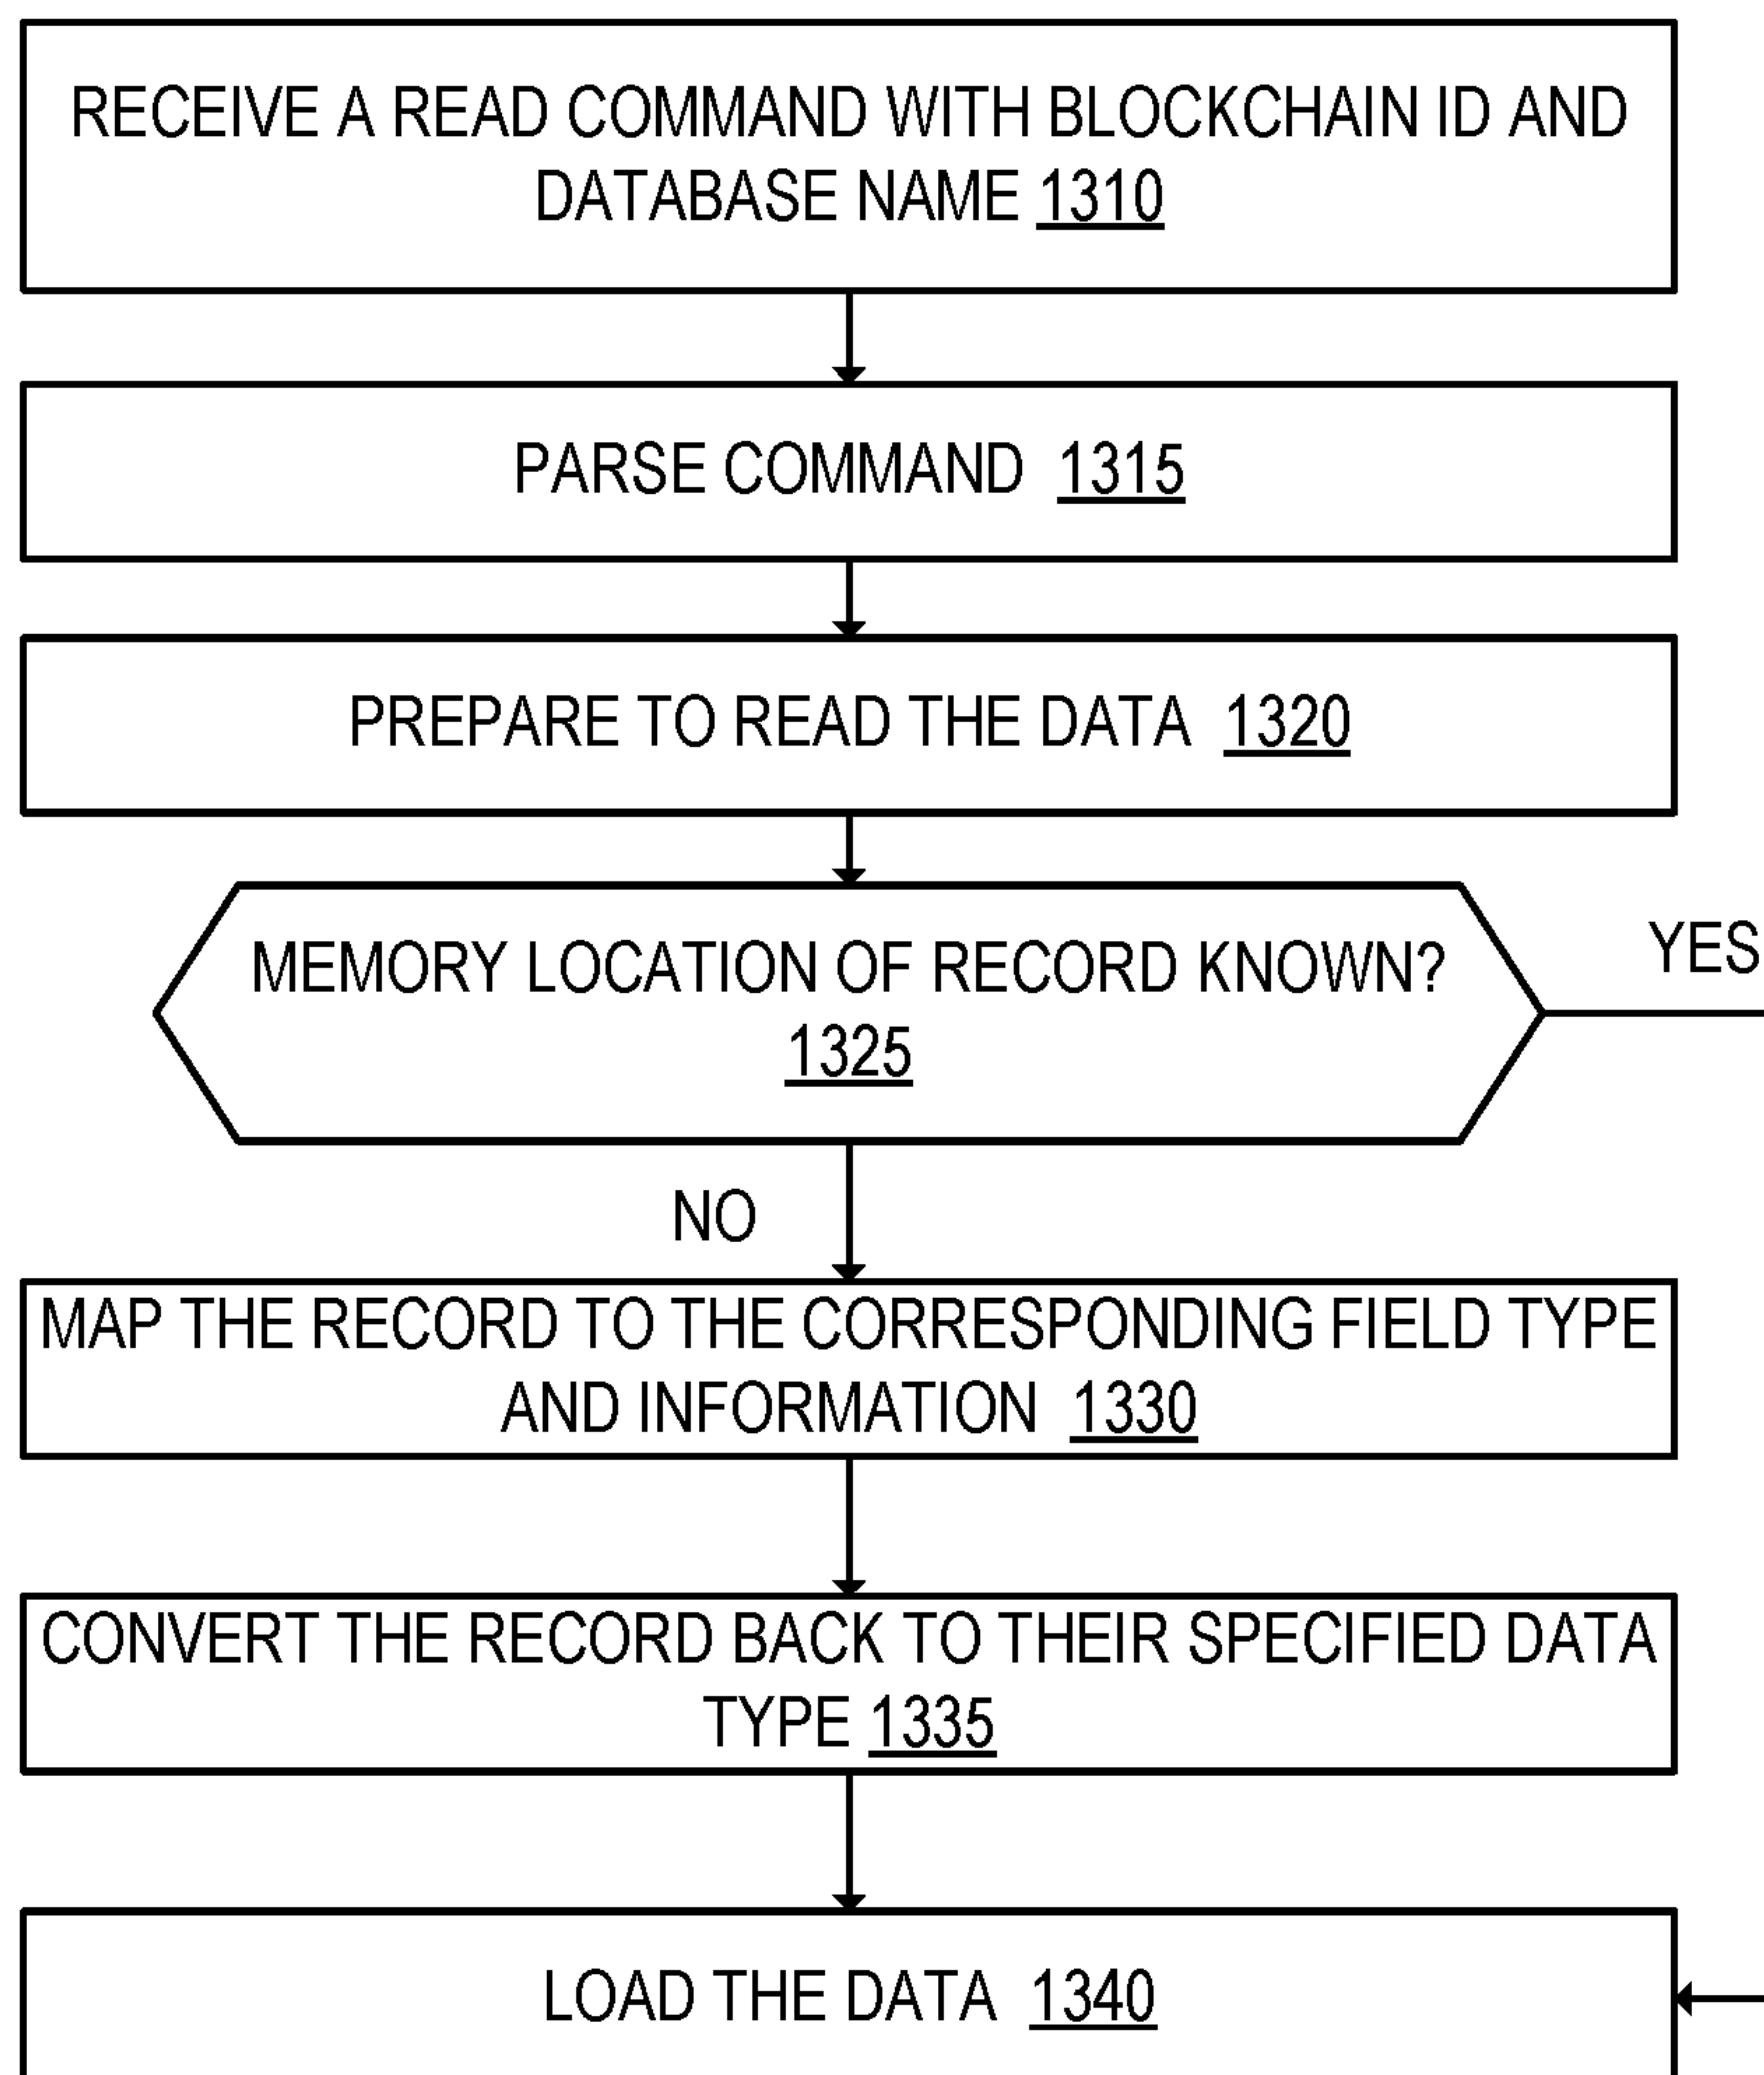 RECEIVE A READ COMMAND WITH BLOCKCHAIN ID AND
DATABASE NAME 1310
PARSE COMMAND 1315
PREPARE TO READ THE DATA 1320
MEMORY LOCATION OF RECORD KNOWN?
1325
YES
NO
MAP THE RECORD TO THE CORRESPONDING FIELD TYPE
AND INFORMATION 1330
CONVERT THE RECORD BACK TO THEIR SPECIFIED DATA
TYPE 1335
LOAD THE DATA 1340